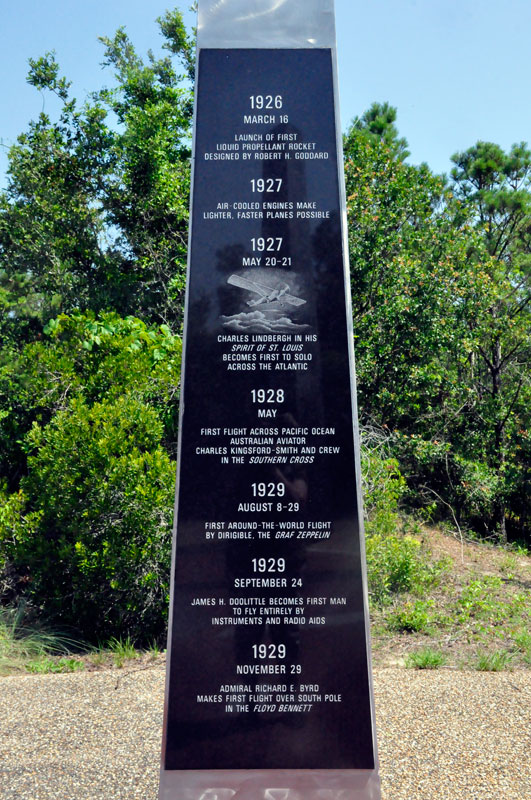 1926
MARCH 16
LAUNCH OF FIRST
LIQUID PROPELLANT ROCKET
DESIGNED BY ROBERT H. GODDARD
1927
AIR-COOLED ENGINES MAKE
LIGHTER, FASTER PLANES POSSIBLE
1927
MAY 20-21
CHARLES LINDBERGH IN HIS
SPIRIT OF ST. LOUIS
BECOMES FIRST TO SOLO
ACROSS THE ATLANTIC
1928
MAY
FIRST FLIGHT ACROSS PACIFIC OCEAN
AUSTRALIAN AVIATOR
CHARLES KINGSFORD-SMITH AND CREW
IN THE SOUTHERN CROSS
1929
AUGUST 8-29
FIRST AROUND-THE-WORLD FLIGHT
BY DIRIGIBLE, THE GRAF ZEPPELIN
1929
SEPTEMBER 24
JAMES H. DOOLITTLE BECOMES FIRST MAN
TO FLY ENTIRELY BY
INSTRUMENTS AND RADIO AIDS
1929
NOVEMBER 29
ADMIRAL RICHARD E. BYRD
MAKES FIRST FLIGHT OVER SOUTH POLE
IN THE FLOYD BENNETT